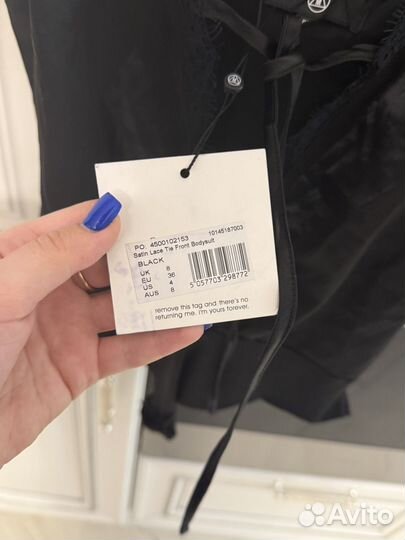 PO: 4500102153 10145187003
Satin Lace Tie Front Bodysuit
BLACK
UK 8
EU 36
US 4
AUS 8
5 057703 298772
remove this tag and there's no
returning me. i'm yours forever.
Avito